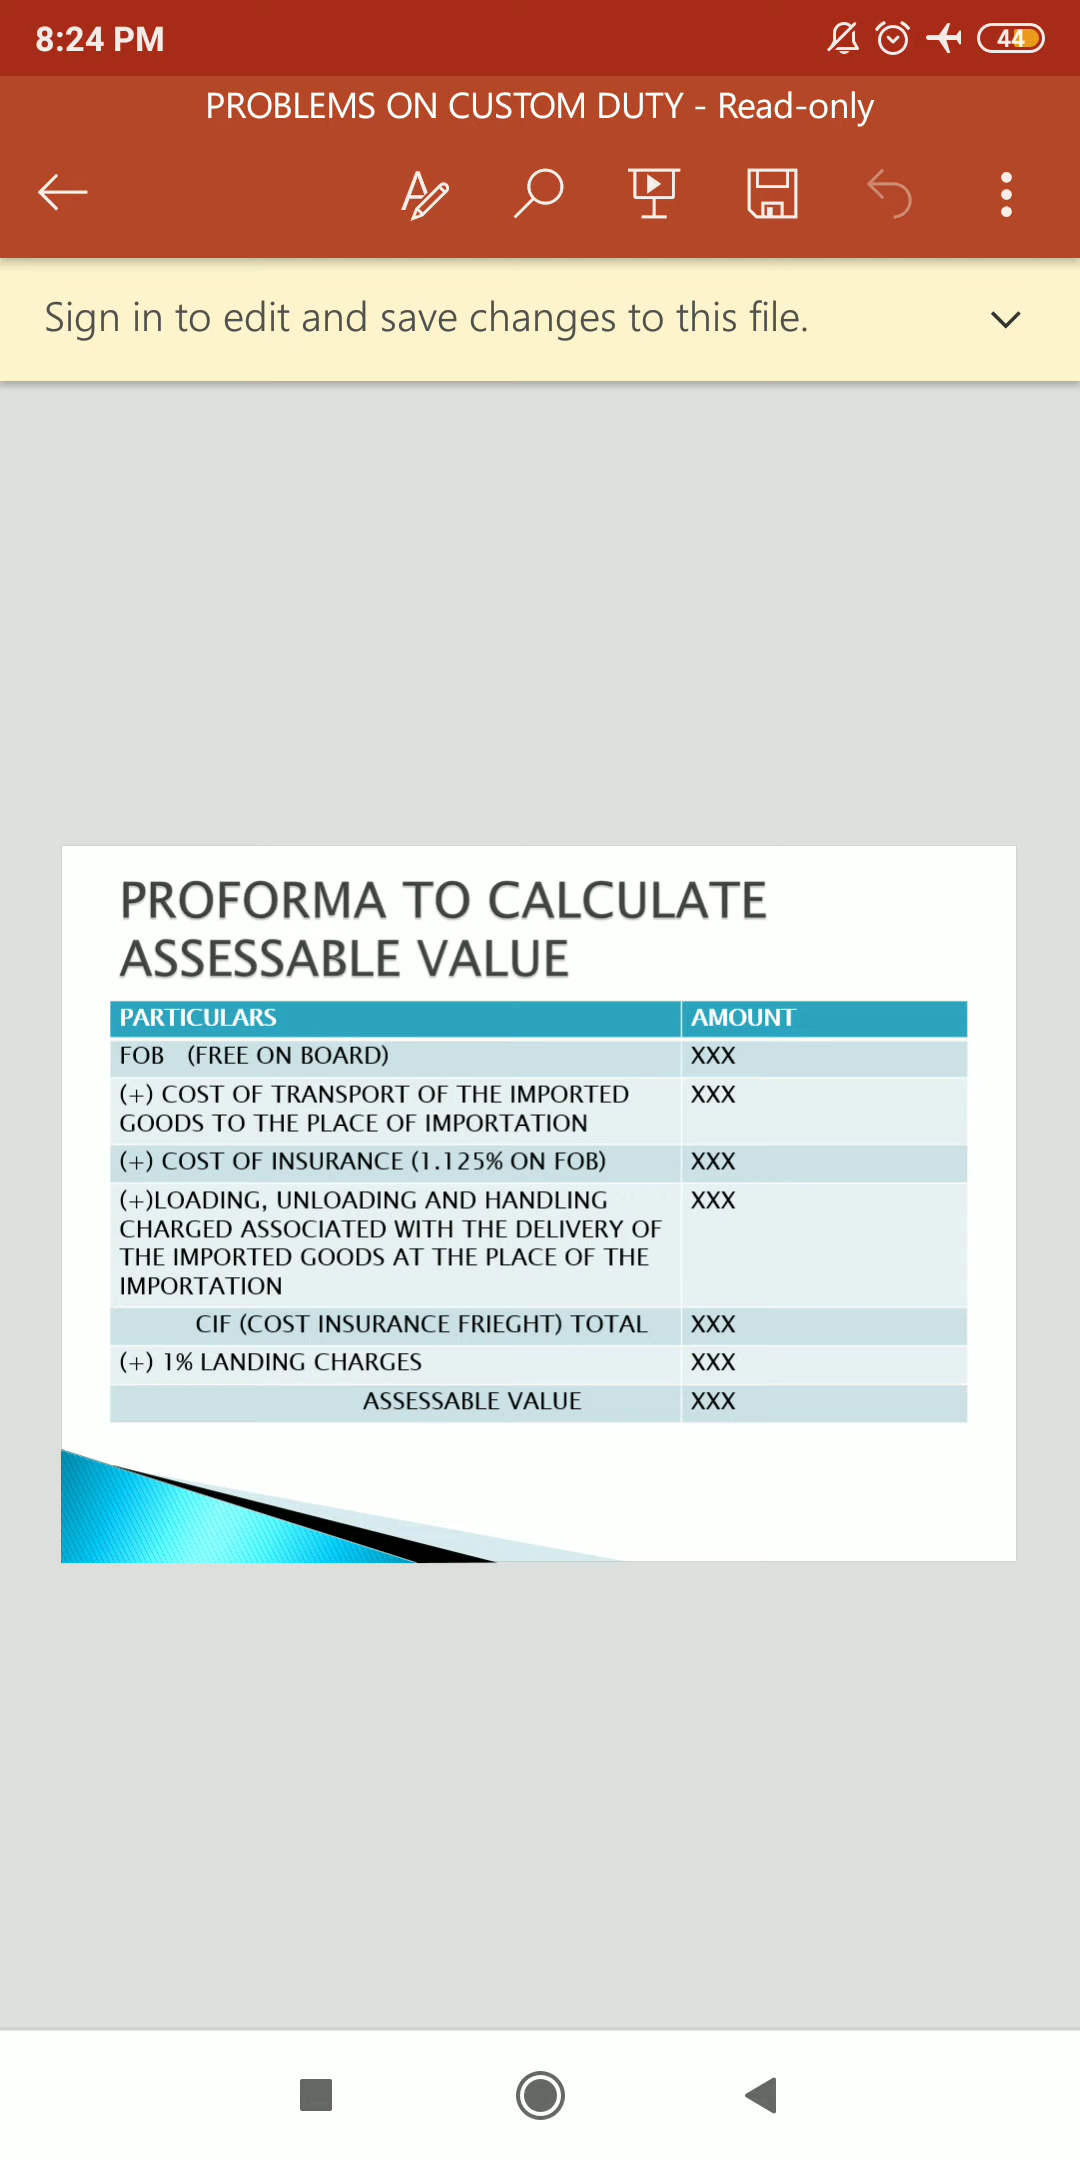 8:24 PM
44
PROBLEMS ON CUSTOM DUTY - Read-only
Sign in to edit and save changes to this file.
PROFORMA TO CALCULATE
ASSESSABLE VALUE
PARTICULARS AMOUNT
FOB (FREE ON BOARD) XXX
(+) COST OF TRANSPORT OF THE IMPORTED XXX
GOODS TO THE PLACE OF IMPORTATION
(+) COST OF INSURANCE (1.125% ON FOB) XXX
(+)LOADING, UNLOADING AND HANDLING XXX
CHARGED ASSOCIATED WITH THE DELIVERY OF
THE IMPORTED GOODS AT THE PLACE OF THE
IMPORTATION
CIF (COST INSURANCE FRIEGHT) TOTAL XXX
(+) 1% LANDING CHARGES XXX
ASSESSABLE VALUE XXX